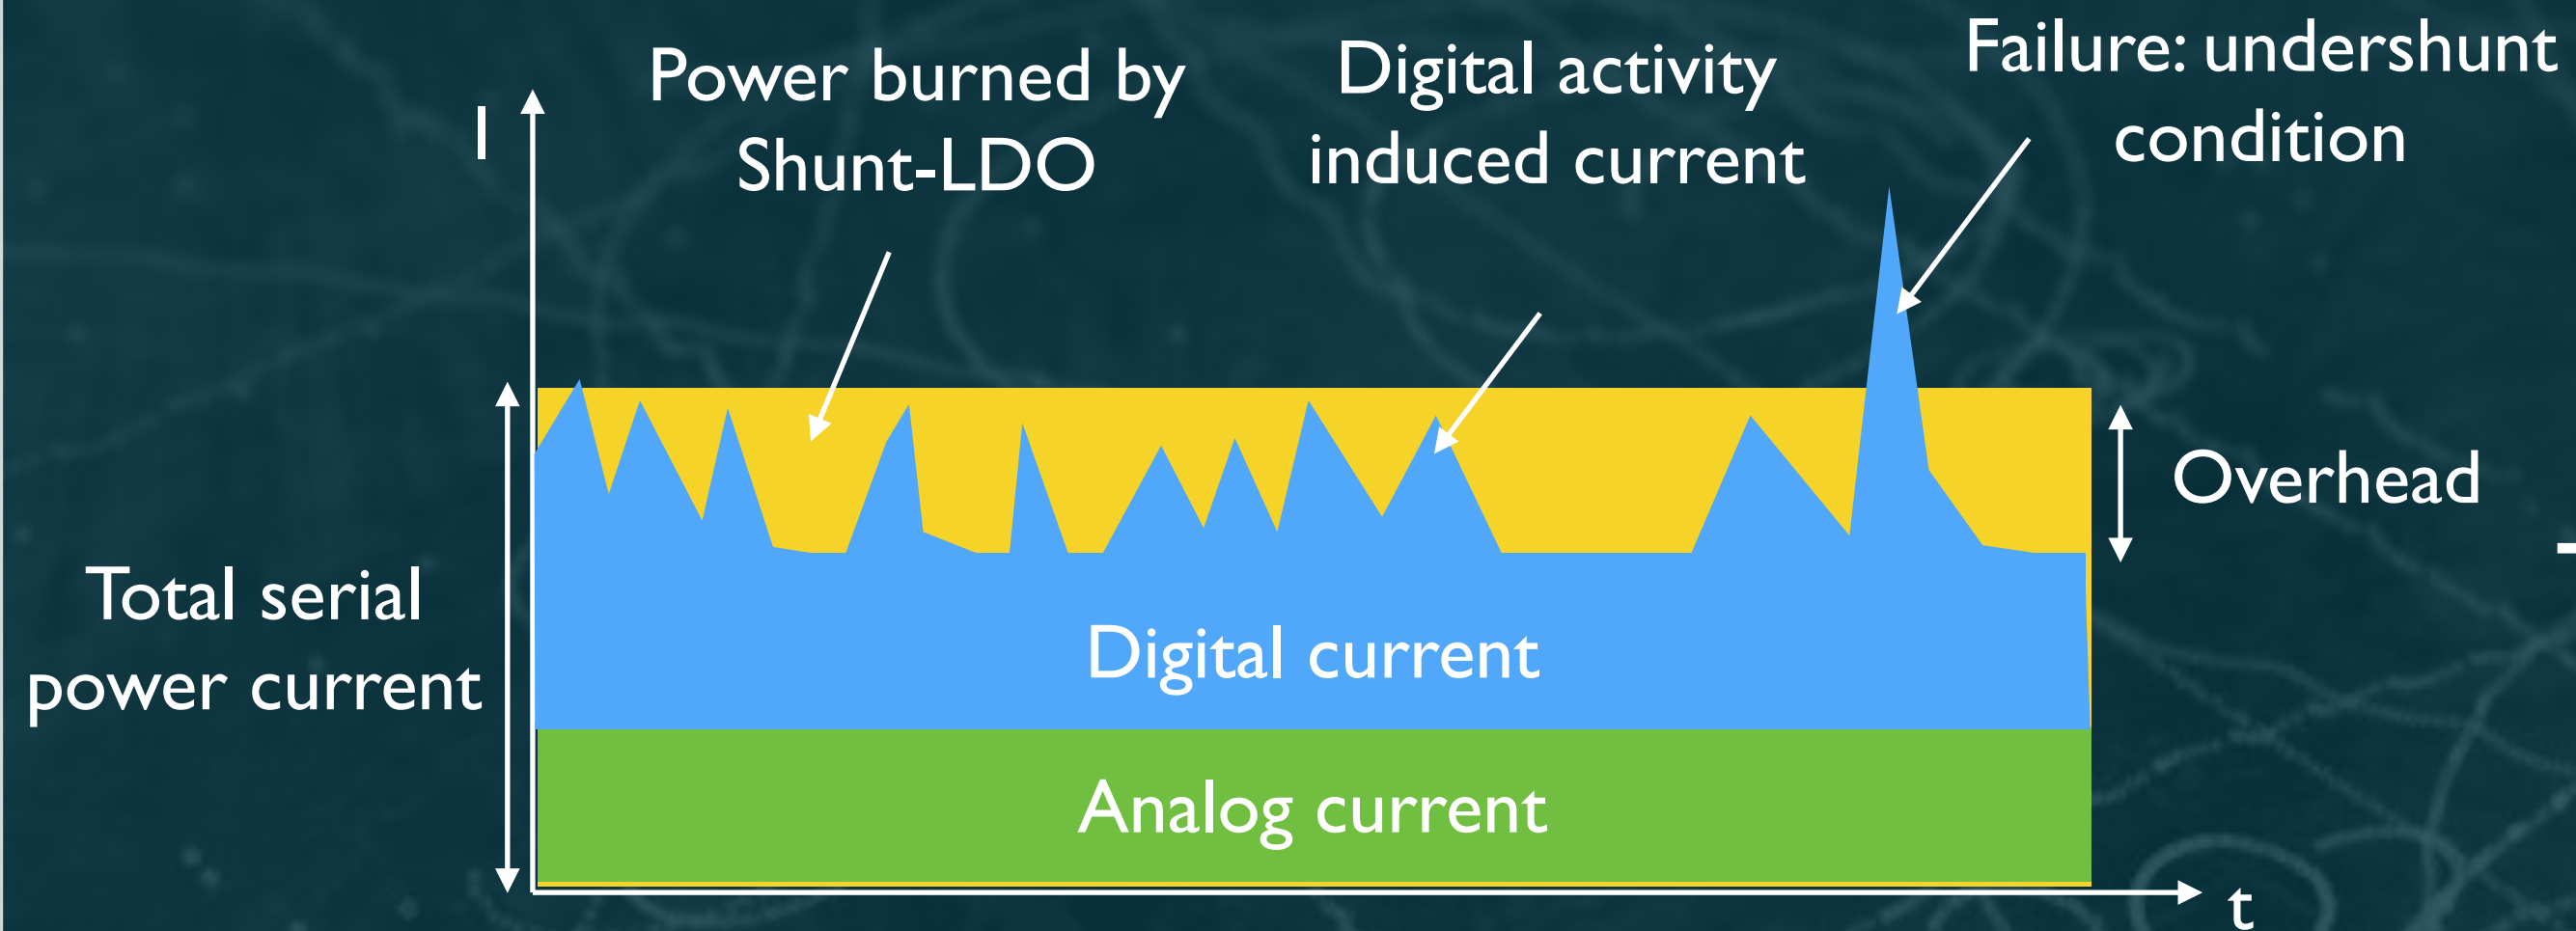 I
Power burned by
Shunt-LDO
Digital activity
induced current
Failure: undershunt
condition
Overhead
Total serial
power current
Digital current
Analog current
t